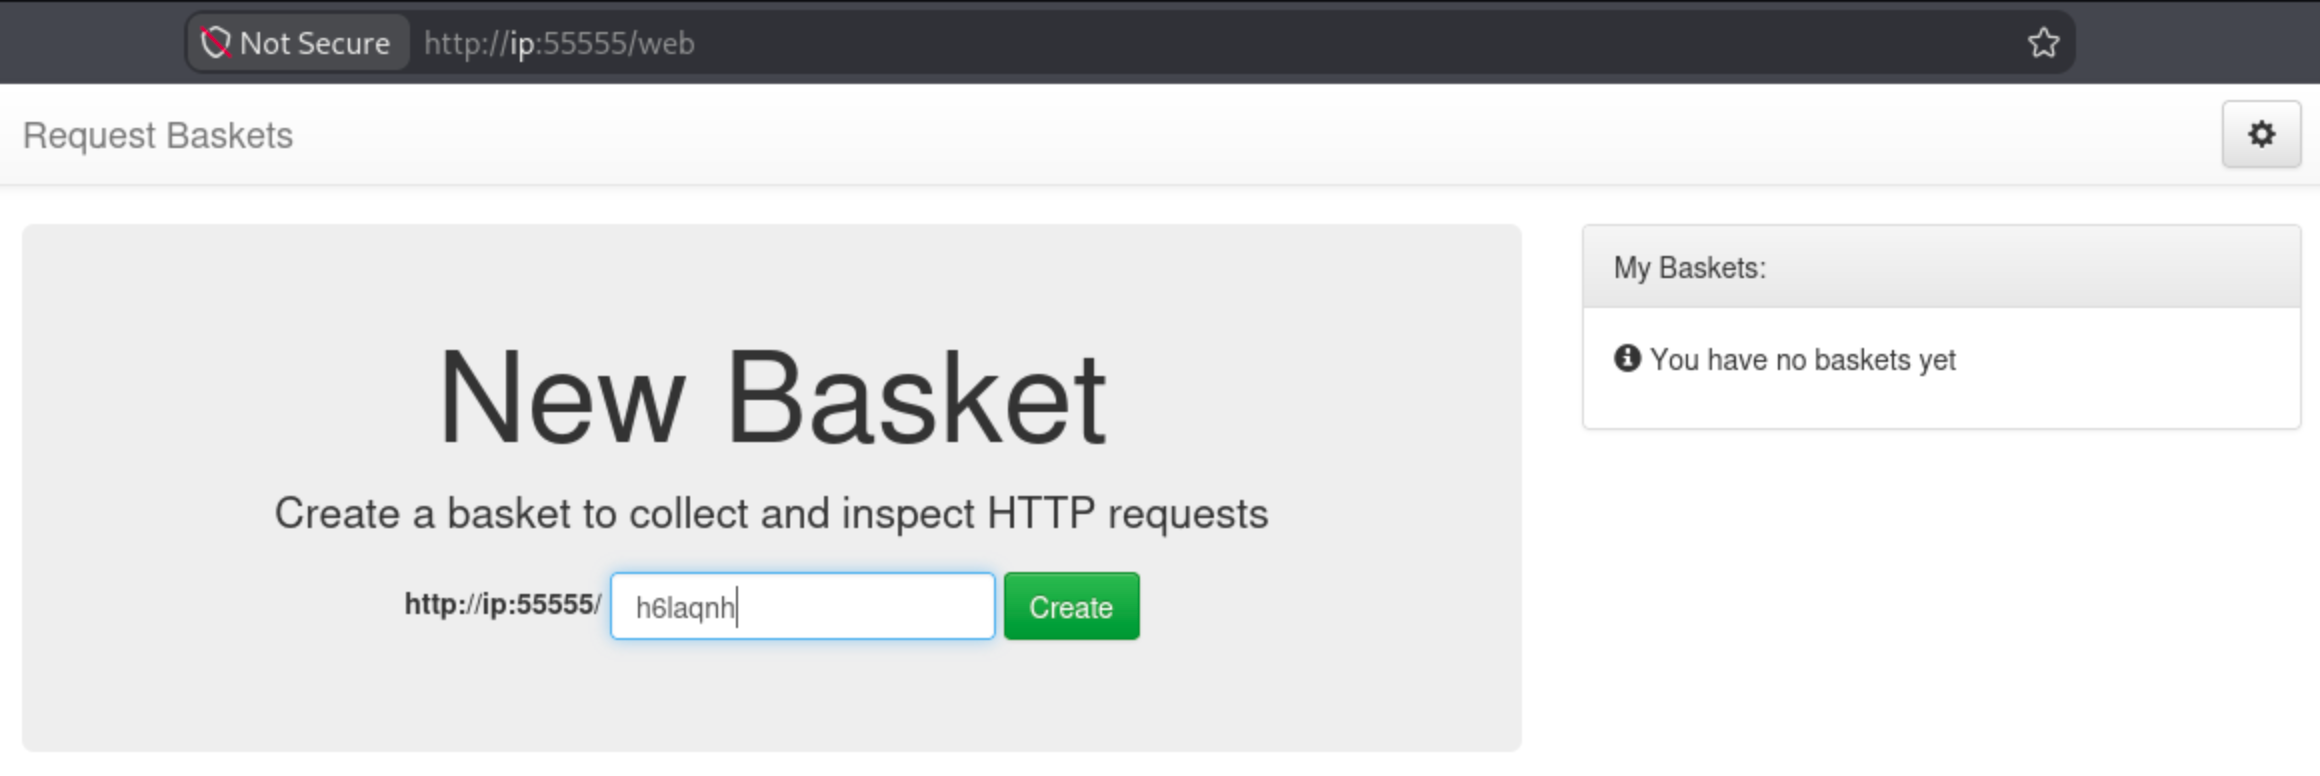 Not Secure http://ip:55555/web
Request Baskets
New Basket
Create a basket to collect and inspect HTTP requests
http://ip:55555/ h6laqnh Create
My Baskets:
You have no baskets yet